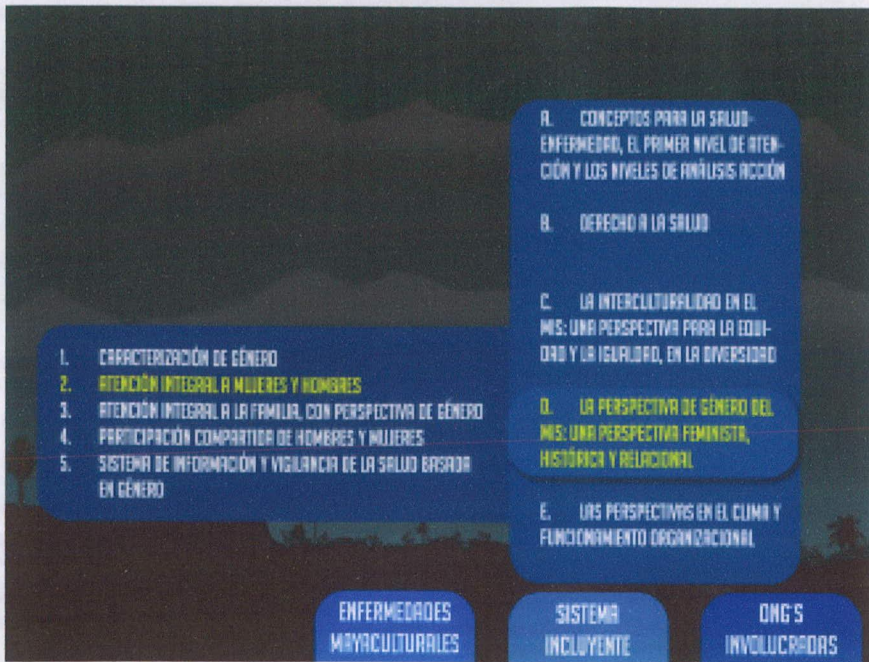 A. CONCEPTOS PARA LA SALUD-
ENFERMEDAD, EL PRIMER NIVEL DE ATEN-
CIÓN Y LOS NIVELES DE ANÁLISIS ACCIÓN
B. DERECHO A LA SALUD
C. LA INTERCULTURALIDAD EN EL
MIS: UNA PERSPECTIVA PARA LA EQUI-
DAD Y LA IGUALDAD, EN LA DIVERSIDAD
D. LA PERSPECTIVA DE GÉNERO DEL
MIS: UNA PERSPECTIVA FEMINISTA,
HISTÓRICA Y RELACIONAL
E. LAS PERSPECTIVAS EN EL CLIMA Y
FUNCIONAMIENTO ORGANIZACIONAL
1. CARACTERIZACIÓN DE GÉNERO
2. ATENCIÓN INTEGRAL A MUJERES Y HOMBRES
3. ATENCIÓN INTEGRAL A LA FAMILIA, CON PERSPECTIVA DE GÉNERO
4. PARTICIPACIÓN COMPARTIDA DE HOMBRES Y MUJERES
5. SISTEMA DE INFORMACIÓN Y VIGILANCIA DE LA SALUD BASADA
EN GÉNERO
ENFERMEDADES
MAYACULTURALES
SISTEMA
INCLUYENTE
ONG'S
INVOLUCRADAS